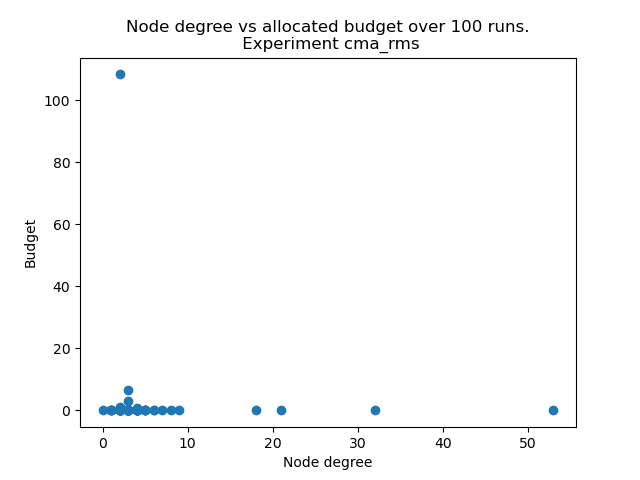 Node degree vs allocated budget over 100 runs.
Experiment cma_rms
100
80
60
40
20
0
Budget
0 10 20 30 40 50
Node degree